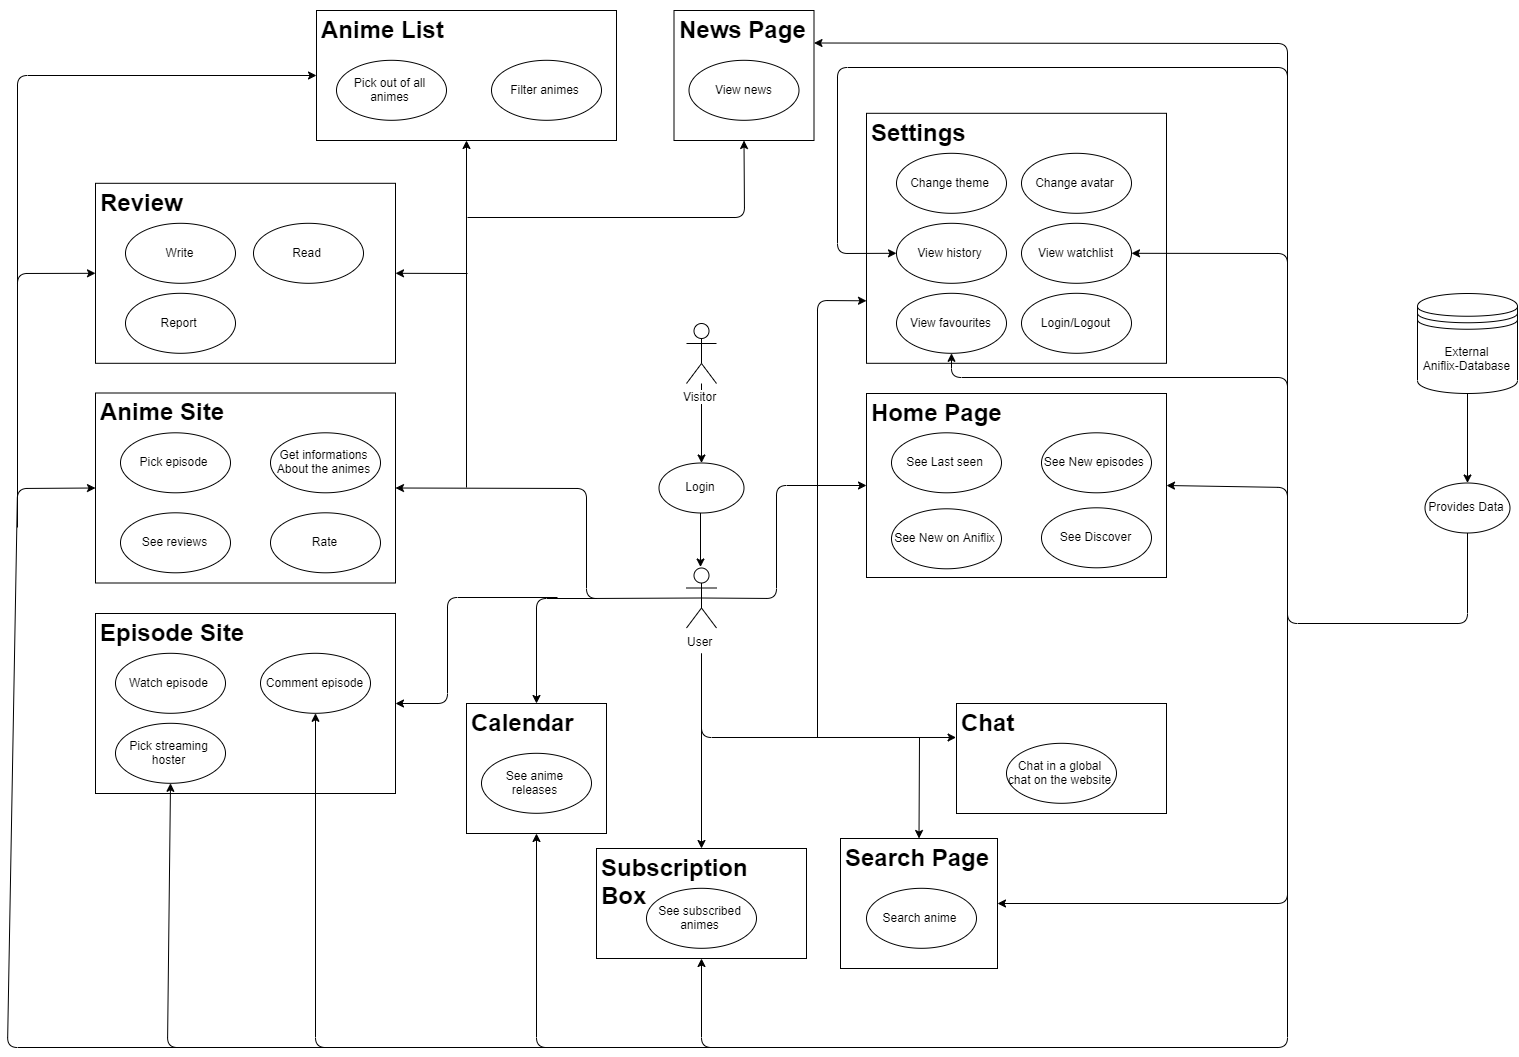 Anime List
Pick out of all
animes
Filter animes
News Page
View news
Settings
Change theme
Change avatar
View history
View watchlist
View favourites
Login/Logout
Review
Write
Read
Report
External
Aniflix-Database
Provides Data
Visitor
Login
User
Anime Site
Pick episode
Get informations
About the animes
See reviews
Rate
Home Page
See Last seen
See New episodes
See New on Aniflix
See Discover
Episode Site
Watch episode
Comment episode
Pick streaming
hoster
Calendar
See anime
releases
Chat
Chat in a global
chat on the website
Subscription
Box
See subscribed
animes
Search Page
Search anime